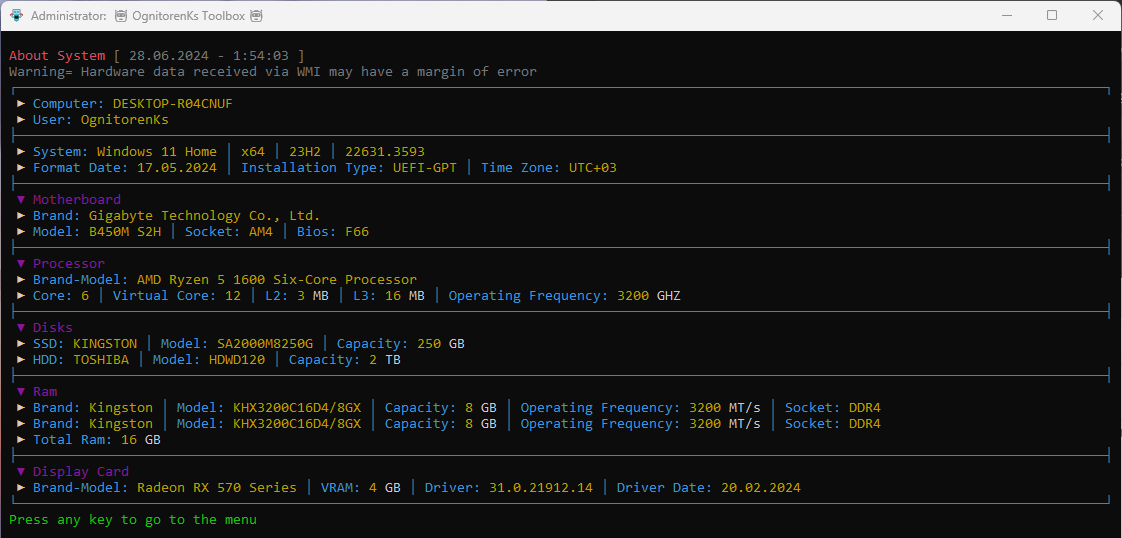 Administrator: OgnitorenKs Toolbox
About System [ 28.06.2024 - 1:54:03 ]
Warning= Hardware data received via WMI may have a margin of error
► Computer: DESKTOP-R04CNUF
► User: OgnitorenKs
► System: Windows 11 Home │ x64 │ 23H2 │ 22631.3593
► Format Date: 17.05.2024 │ Installation Type: UEFI-GPT │ Time Zone: UTC+03
▼ Motherboard
► Brand: Gigabyte Technology Co., Ltd.
► Model: B450M S2H │ Socket: AM4 │ Bios: F66
▼ Processor
► Brand-Model: AMD Ryzen 5 1600 Six-Core Processor
► Core: 6 │ Virtual Core: 12 │ L2: 3 MB │ L3: 16 MB │ Operating Frequency: 3200 GHZ
▼ Disks
► SSD: KINGSTON │ Model: SA2000M8250G │ Capacity: 250 GB
► HDD: TOSHIBA │ Model: HDWD120 │ Capacity: 2 TB
▼ Ram
► Brand: Kingston │ Model: KHX3200C16D4/8GX │ Capacity: 8 GB │ Operating Frequency: 3200 MT/s │ Socket: DDR4
► Brand: Kingston │ Model: KHX3200C16D4/8GX │ Capacity: 8 GB │ Operating Frequency: 3200 MT/s │ Socket: DDR4
► Total Ram: 16 GB
▼ Display Card
► Brand-Model: Radeon RX 570 Series │ VRAM: 4 GB │ Driver: 31.0.21912.14 │ Driver Date: 20.02.2024
Press any key to go to the menu